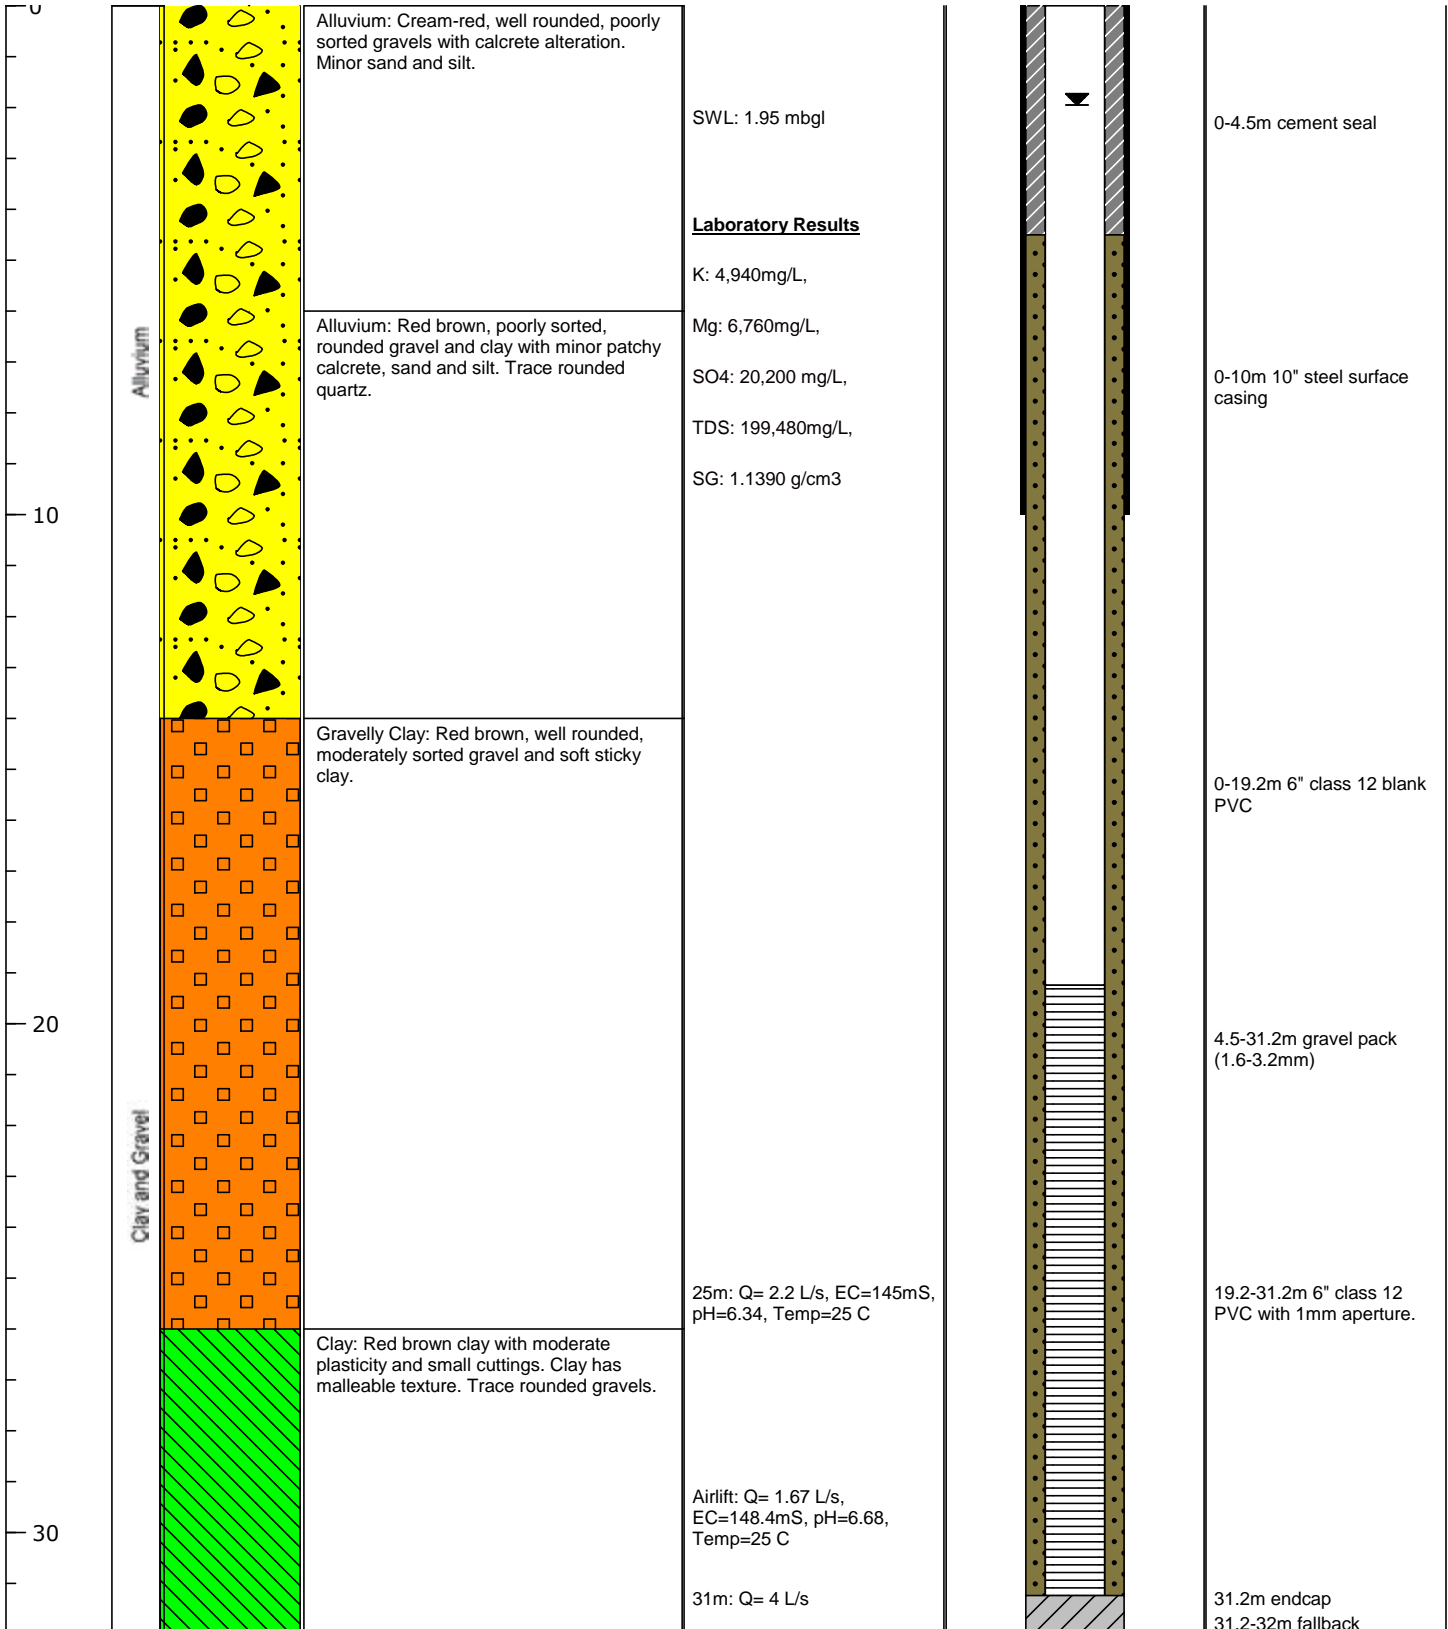 0
10
20
30
Alluvium
Clay and Gravel
Alluvium: Cream-red, well rounded, poorly
sorted gravels with calcrete alteration.
Minor sand and silt.
Alluvium: Red brown, poorly sorted,
rounded gravel and clay with minor patchy
calcrete, sand and silt. Trace rounded
quartz.
Gravelly Clay: Red brown, well rounded,
moderately sorted gravel and soft sticky
clay.
Clay: Red brown clay with moderate
plasticity and small cuttings. Clay has
malleable texture. Trace rounded gravels.
SWL: 1.95 mbgl
Laboratory Results
K: 4,940mg/L,
Mg: 6,760mg/L,
SO4: 20,200 mg/L,
TDS: 199,480mg/L,
SG: 1.1390 g/cm3
25m: Q= 2.2 L/s, EC=145mS,
pH=6.34, Temp=25 C
Airlift: Q= 1.67 L/s,
EC=148.4mS, pH=6.68,
Temp=25 C
31m: Q= 4 L/s
0-4.5m cement seal
0-10m 10" steel surface
casing
0-19.2m 6" class 12 blank
PVC
4.5-31.2m gravel pack
(1.6-3.2mm)
19.2-31.2m 6" class 12
PVC with 1mm aperture.
31.2m endcap
31.2-32m fallback